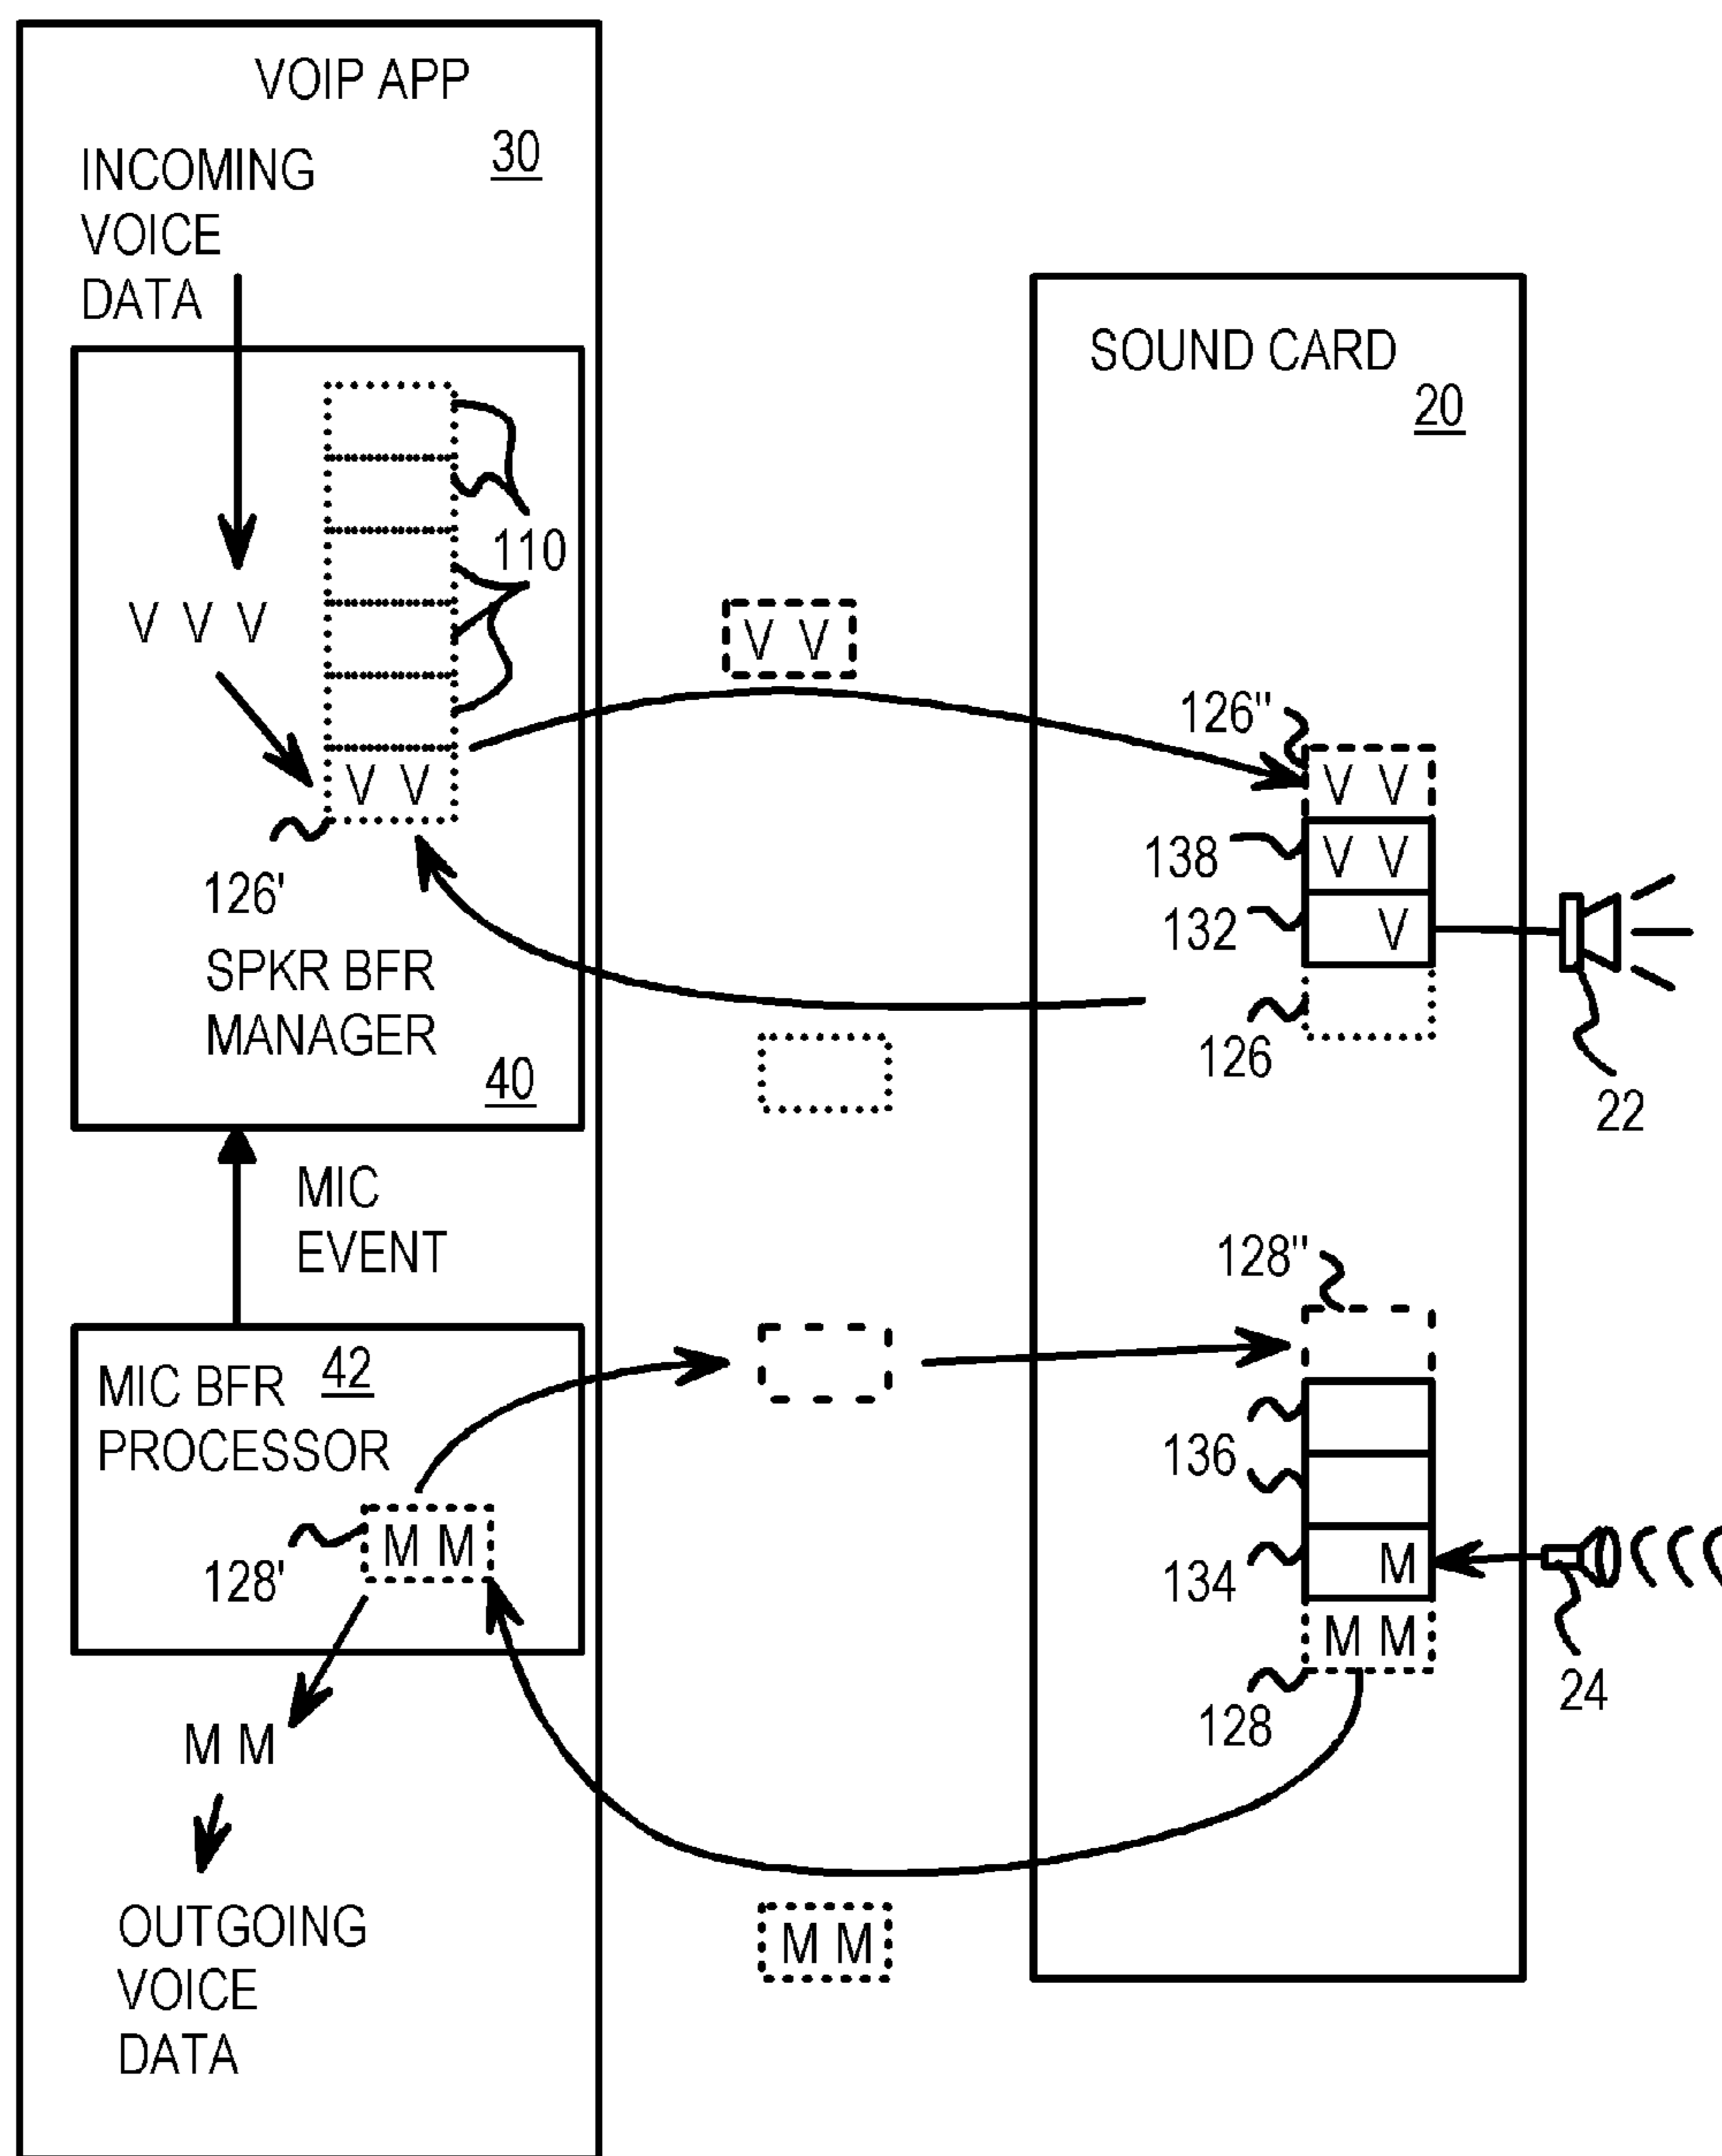 VOIP APP
30
INCOMING
VOICE
DATA
110
V V V
V V
126'
SPKR BFR
MANAGER
40
MIC
EVENT
MIC BFR
42
PROCESSOR
M M
128'
M M
OUTGOING
VOICE
DATA
V V
M M
SOUND CARD
20
126"
V V
138
V V
132
V
126
22
128"
136
134
M
M M
128
24